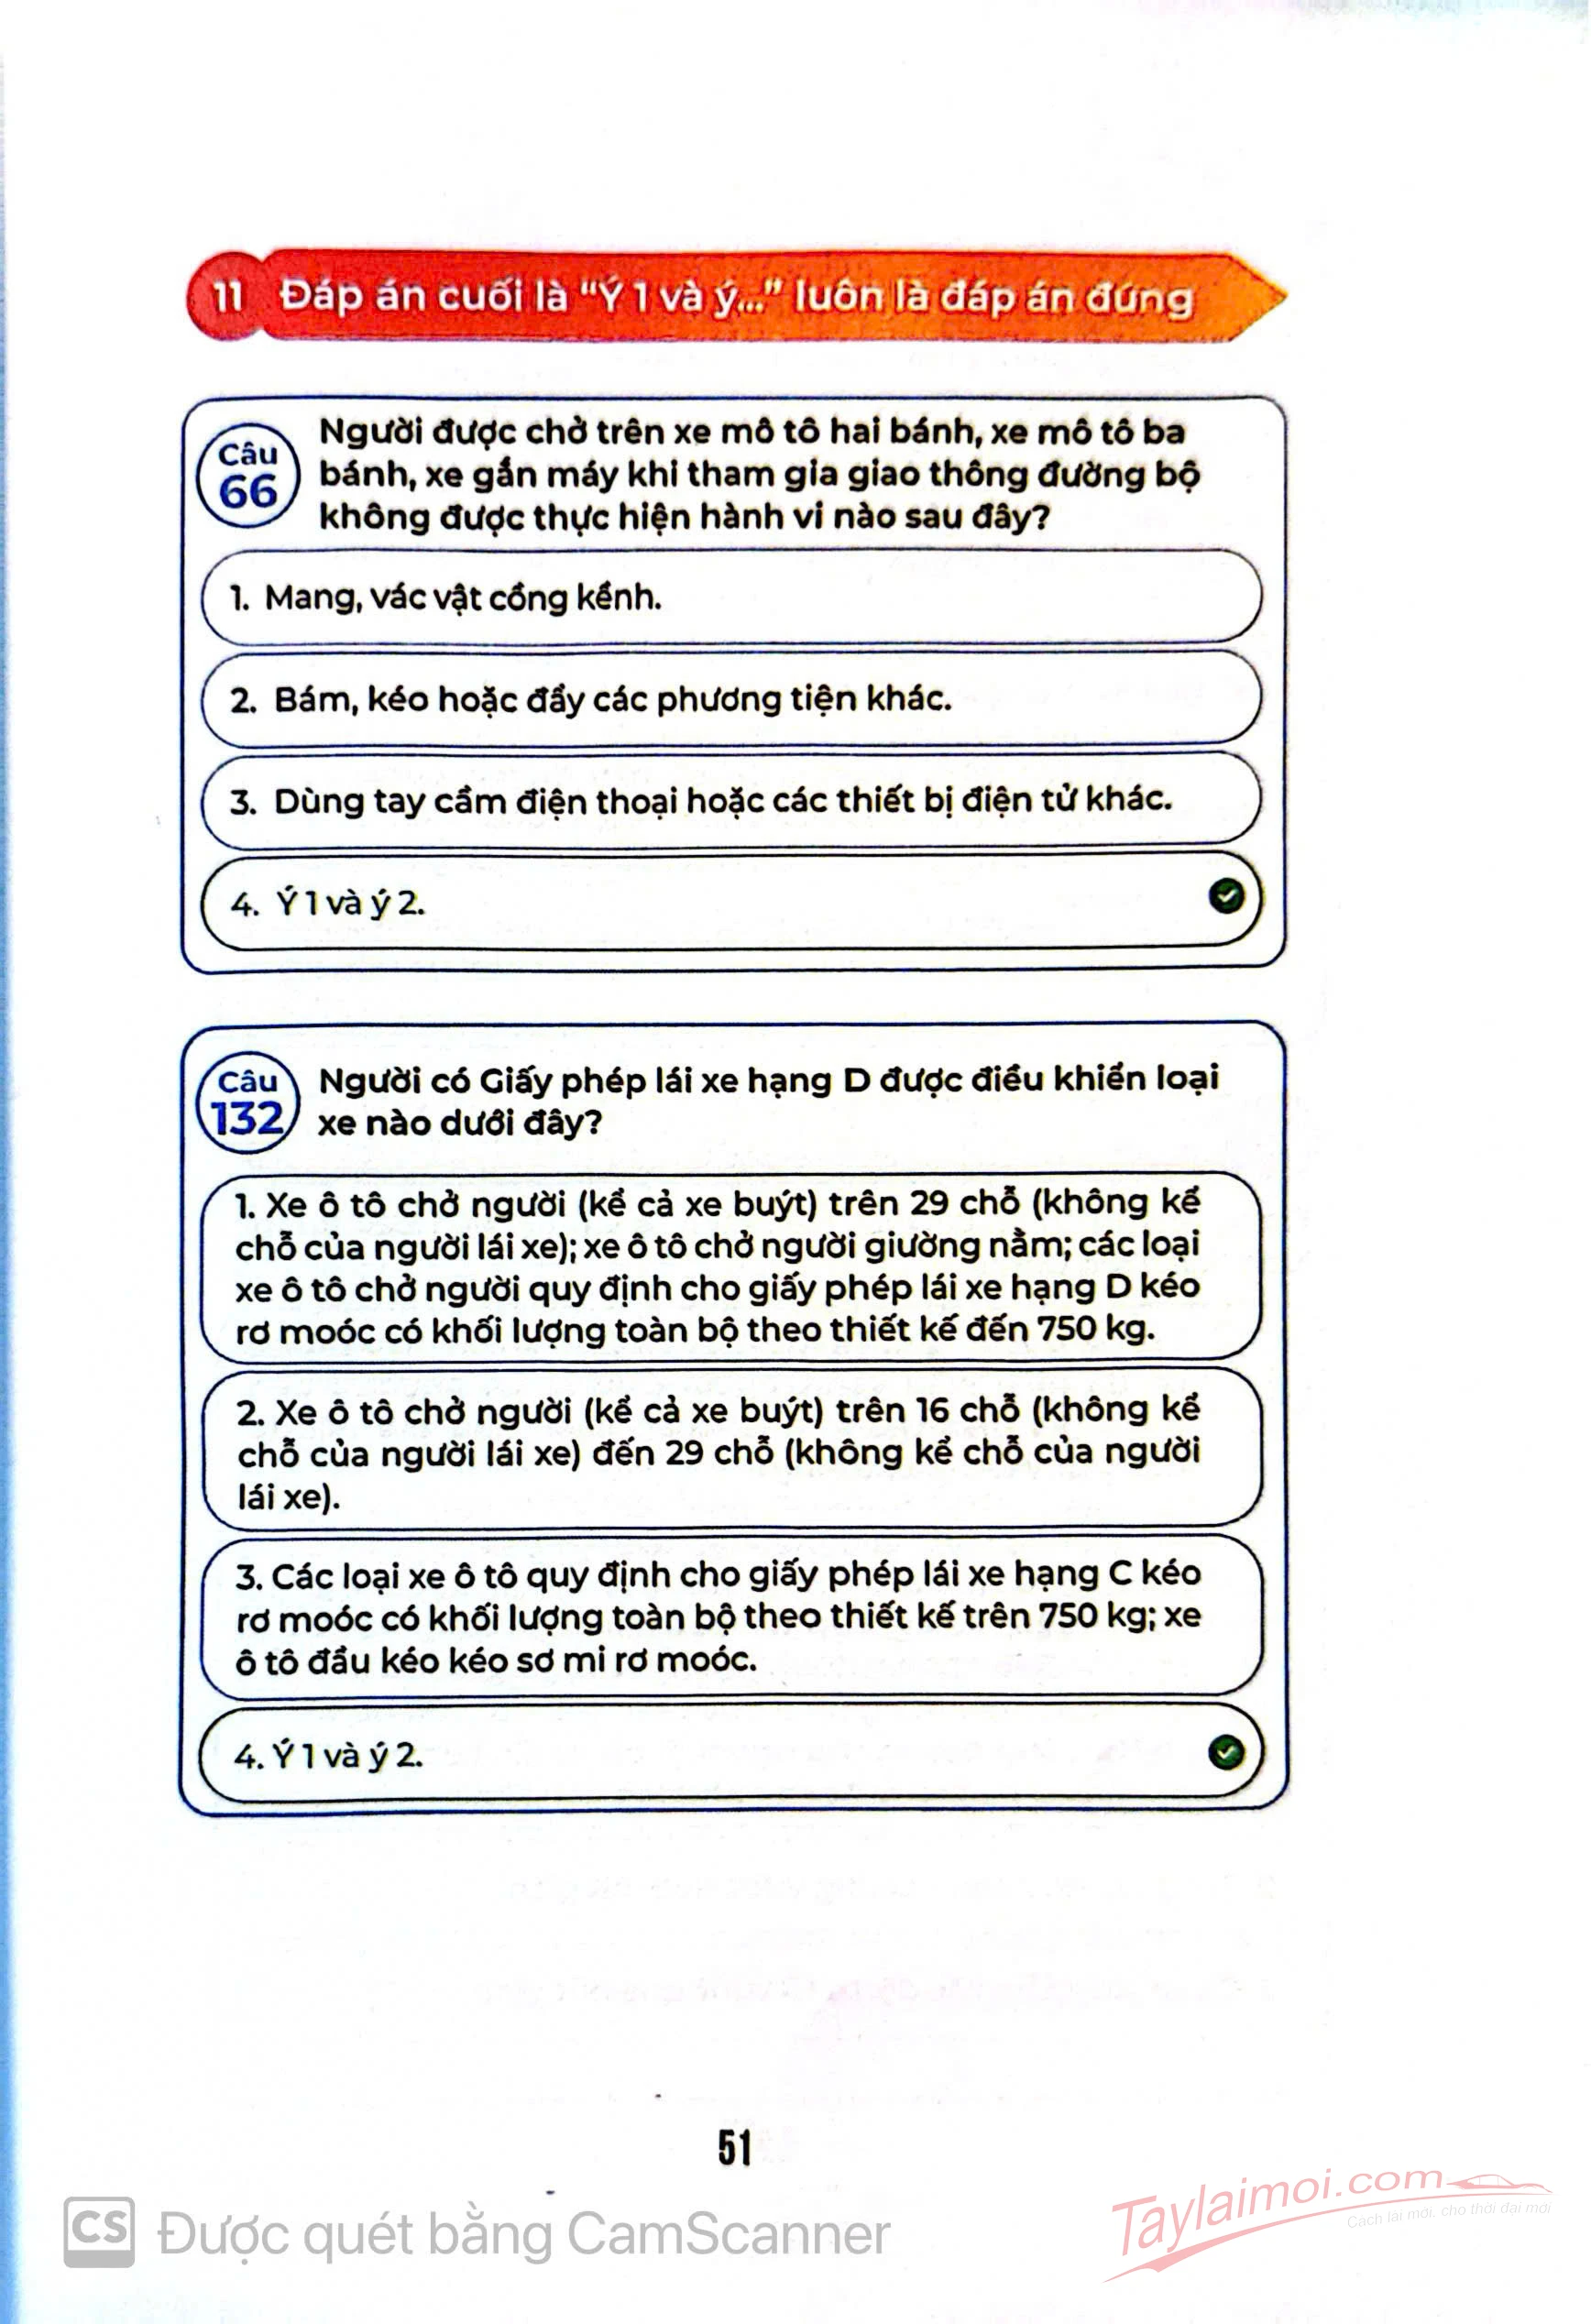 11 Đáp án cuối là “Ý 1 và ý...” luôn là đáp án đúng
Câu
66
Người được chở trên xe mô tô hai bánh, xe mô tô ba
bánh, xe gắn máy khi tham gia giao thông đường bộ
không được thực hiện hành vi nào sau đây?
1. Mang, vác vật cồng kềnh.
2. Bám, kéo hoặc đẩy các phương tiện khác.
3. Dùng tay cầm điện thoại hoặc các thiết bị điện tử khác.
4. Ý 1 và ý 2.
Câu
132
Người có Giấy phép lái xe hạng D được điều khiển loại
xe nào dưới đây?
1. Xe ô tô chở người (kể cả xe buýt) trên 29 chỗ (không kể
chỗ của người lái xe); xe ô tô chở người giường nằm; các loại
xe ô tô chở người quy định cho giấy phép lái xe hạng D kéo
rơ moóc có khối lượng toàn bộ theo thiết kế đến 750 kg.
2. Xe ô tô chở người (kể cả xe buýt) trên 16 chỗ (không kể
chỗ của người lái xe) đến 29 chỗ (không kể chỗ của người
lái xe).
3. Các loại xe ô tô quy định cho giấy phép lái xe hạng C kéo
rơ moóc có khối lượng toàn bộ theo thiết kế trên 750 kg; xe
ô tô đầu kéo kéo sơ mi rơ moóc.
4. Ý 1 và ý 2.
51
CS Được quét bằng CamScanner
Taylaimoi.com
Cách lái mới, cho thời đại mới